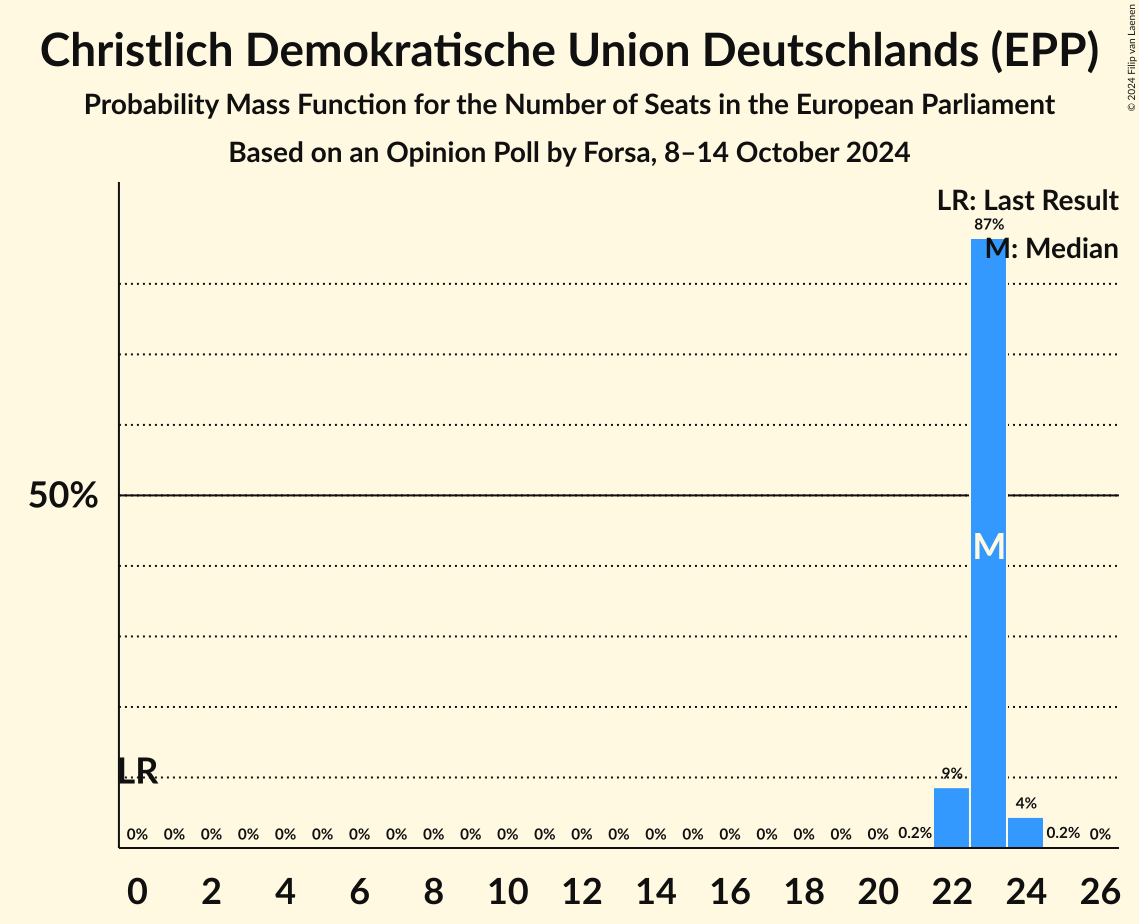 Christlich Demokratische Union Deutschlands (EPP)
Probability Mass Function for the Number of Seats in the European Parliament
Based on an Opinion Poll by Forsa, 8–14 October 2024
© 2024 Filip van Laenen
LR: Last Result
87%
M: Median
50%
M
LR
9%
4%
0% 0% 0% 0% 0% 0% 0% 0% 0% 0% 0% 0% 0% 0% 0% 0% 0% 0% 0% 0% 0% 0.2% 0.2% 0%
0 2 4 6 8 10 12 14 16 18 20 22 24 26